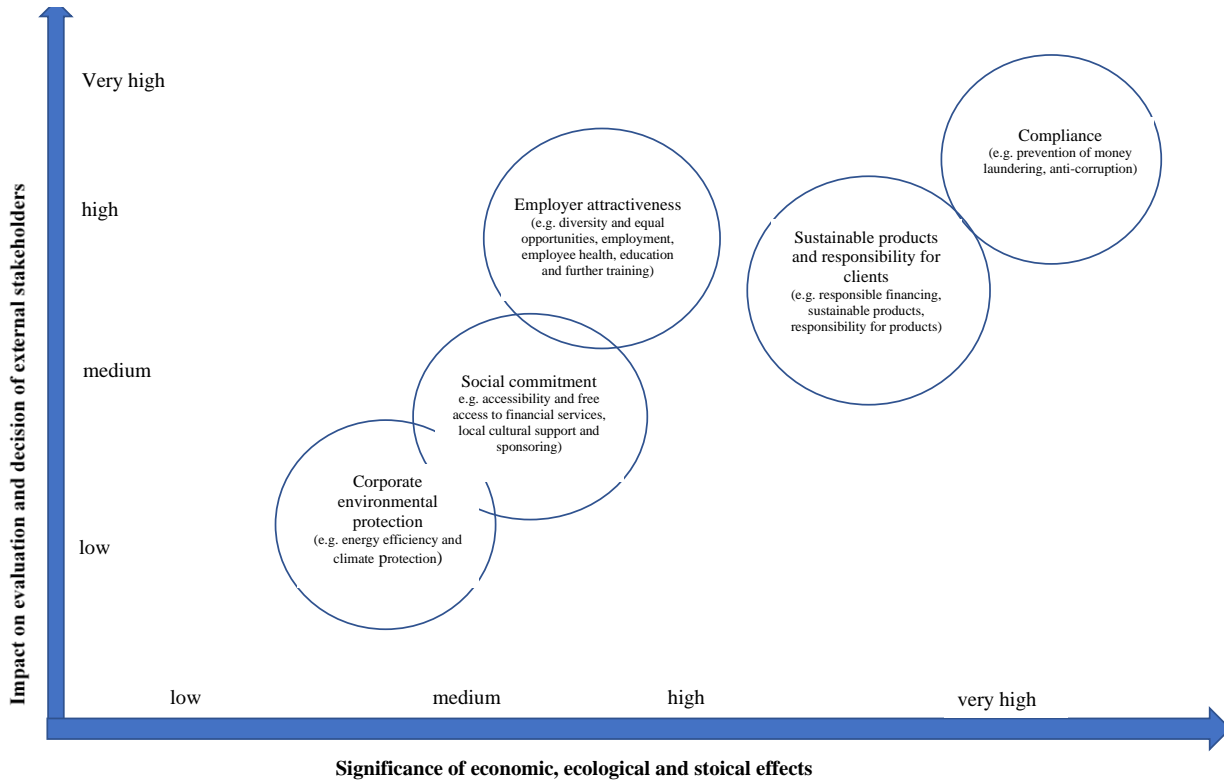 Impact on evaluation and decision of external stakeholders
Very high
high
medium
low
Compliance
(e.g. prevention of money
laundering, anti-corruption)
Employer attractiveness
(e.g. diversity and equal
opportunities, employment,
employee health, education
and further training)
Sustainable products
and responsibility for
clients
(e.g. responsible financing,
sustainable products,
responsibility for products)
Social commitment
e.g. accessibility and free
access to financial services,
local cultural support and
sponsoring)
Corporate
environmental
protection
(e.g. energy efficiency and
climate protection)
low
medium
high
very high
Significance of economic, ecological and stoical effects